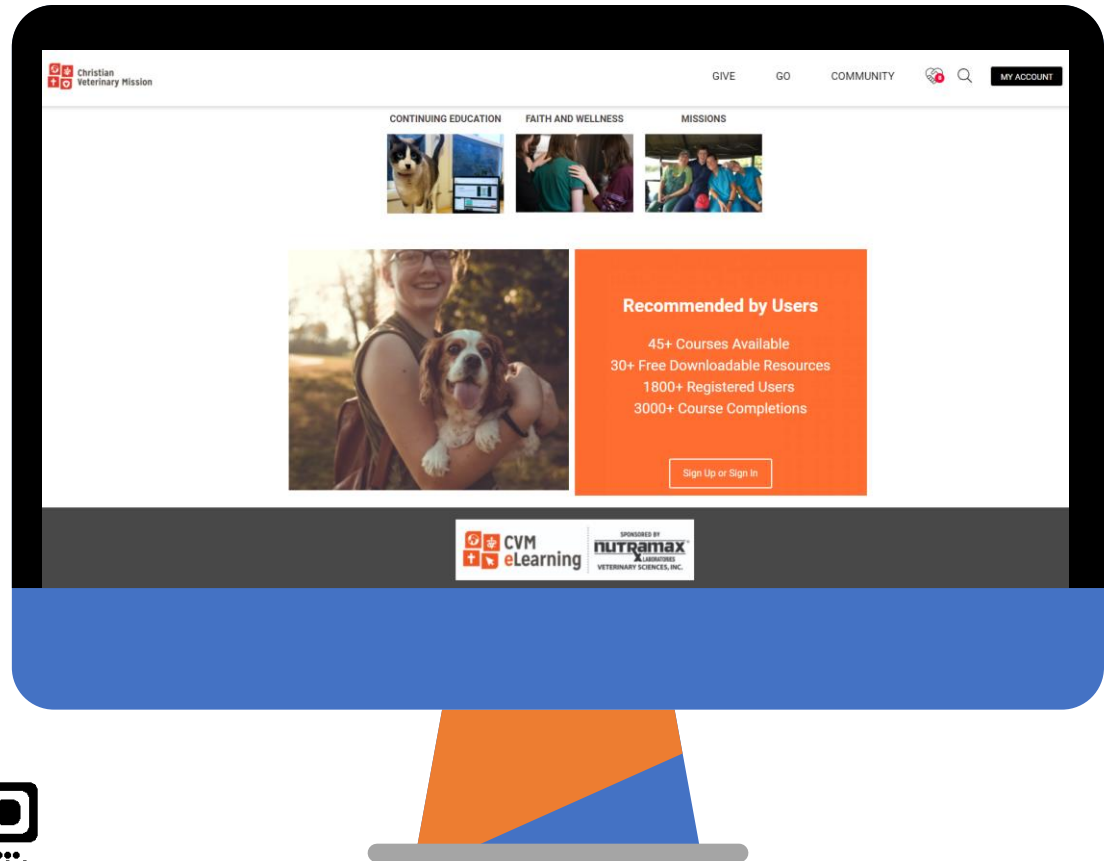 Christian
Veterinary Mission
GIVE GO COMMUNITY 0 MY ACCOUNT
CONTINUING EDUCATION FAITH AND WELLNESS MISSIONS
Recommended by Users
45+ Courses Available
30+ Free Downloadable Resources
1800+ Registered Users
3000+ Course Completions
Sign Up or Sign In
CVM
eLearning
SPONSORED BY
nutramax
LABORATORIES
VETERINARY SCIENCES, INC.